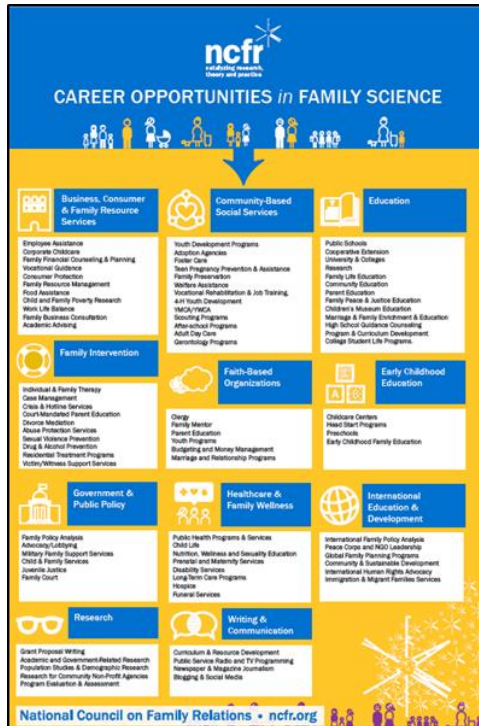 ncfr
catalyzing research,
theory and practice
CAREER OPPORTUNITIES in FAMILY SCIENCE
Business, Consumer
& Family Resource
Services
Employee Assistance
Corporate Childcare
Family Financial Counseling & Planning
Vocational Guidance
Consumer Protection
Family Resource Management
Food Assistance
Child and Family Poverty Research
Work Life Balance
Family Business Consultation
Academic Advising
Community-Based
Social Services
Youth Development Programs
Adoption Agencies
Foster Care
Teen Pregnancy Prevention & Assistance
Family Preservation
Welfare Assistance
Vocational Rehabilitation & Job Training,
4-H Youth Development
YMCA/YWCA
Scouting Programs
After-school Programs
Adult Day Care
Gerontology Programs
Education
Public Schools
Cooperative Extension
University & Colleges
Research
Family Life Education
Community Education
Parent Education
Family Peace & Justice Education
Children's Museum Education
Marriage & Family Enrichment & Education
High School Guidance Counseling
Program & Curriculum Development
College Student Life Programs
Family Intervention
Individual & Family Therapy
Case Management
Crisis & Hotline Services
Court-Mandated Parent Education
Divorce Mediation
Abuse Protection Services
Sexual Violence Prevention
Drug & Alcohol Prevention
Residential Treatment Programs
Victim/Witness Support Services
Faith-Based
Organizations
Clergy
Family Mentor
Parent Education
Youth Programs
Budgeting and Money Management
Marriage and Relationship Programs
Early Childhood
Education
A B
Childcare Centers
Head Start Programs
Preschools
Early Childhood Family Education
Government &
Public Policy
Family Policy Analysis
Advocacy/Lobbying
Military Family Support Services
Child & Family Services
Juvenile Justice
Family Court
Healthcare &
Family Wellness
Public Health Programs & Services
Child Life
Nutrition, Wellness and Sexuality Education
Prenatal and Maternity Services
Disability Services
Long-Term Care Programs
Hospice
Funeral Services
International
Education &
Development
International Family Policy Analysis
Peace Corps and NGO Leadership
Global Family Planning Programs
Community & Sustainable Development
International Human Rights Advocacy
Immigration & Migrant Families Services
Research
Grant Proposal Writing
Academic and Government-Related Research
Population Studies & Demographic Research
Research for Community Non-Profit Agencies
Program Evaluation & Assessment
Writing &
Communication
Curriculum & Resource Development
Public Service Radio and TV Programming
Newspaper & Magazine Journalism
Blogging & Social Media
National Council on Family Relations • ncfr.org